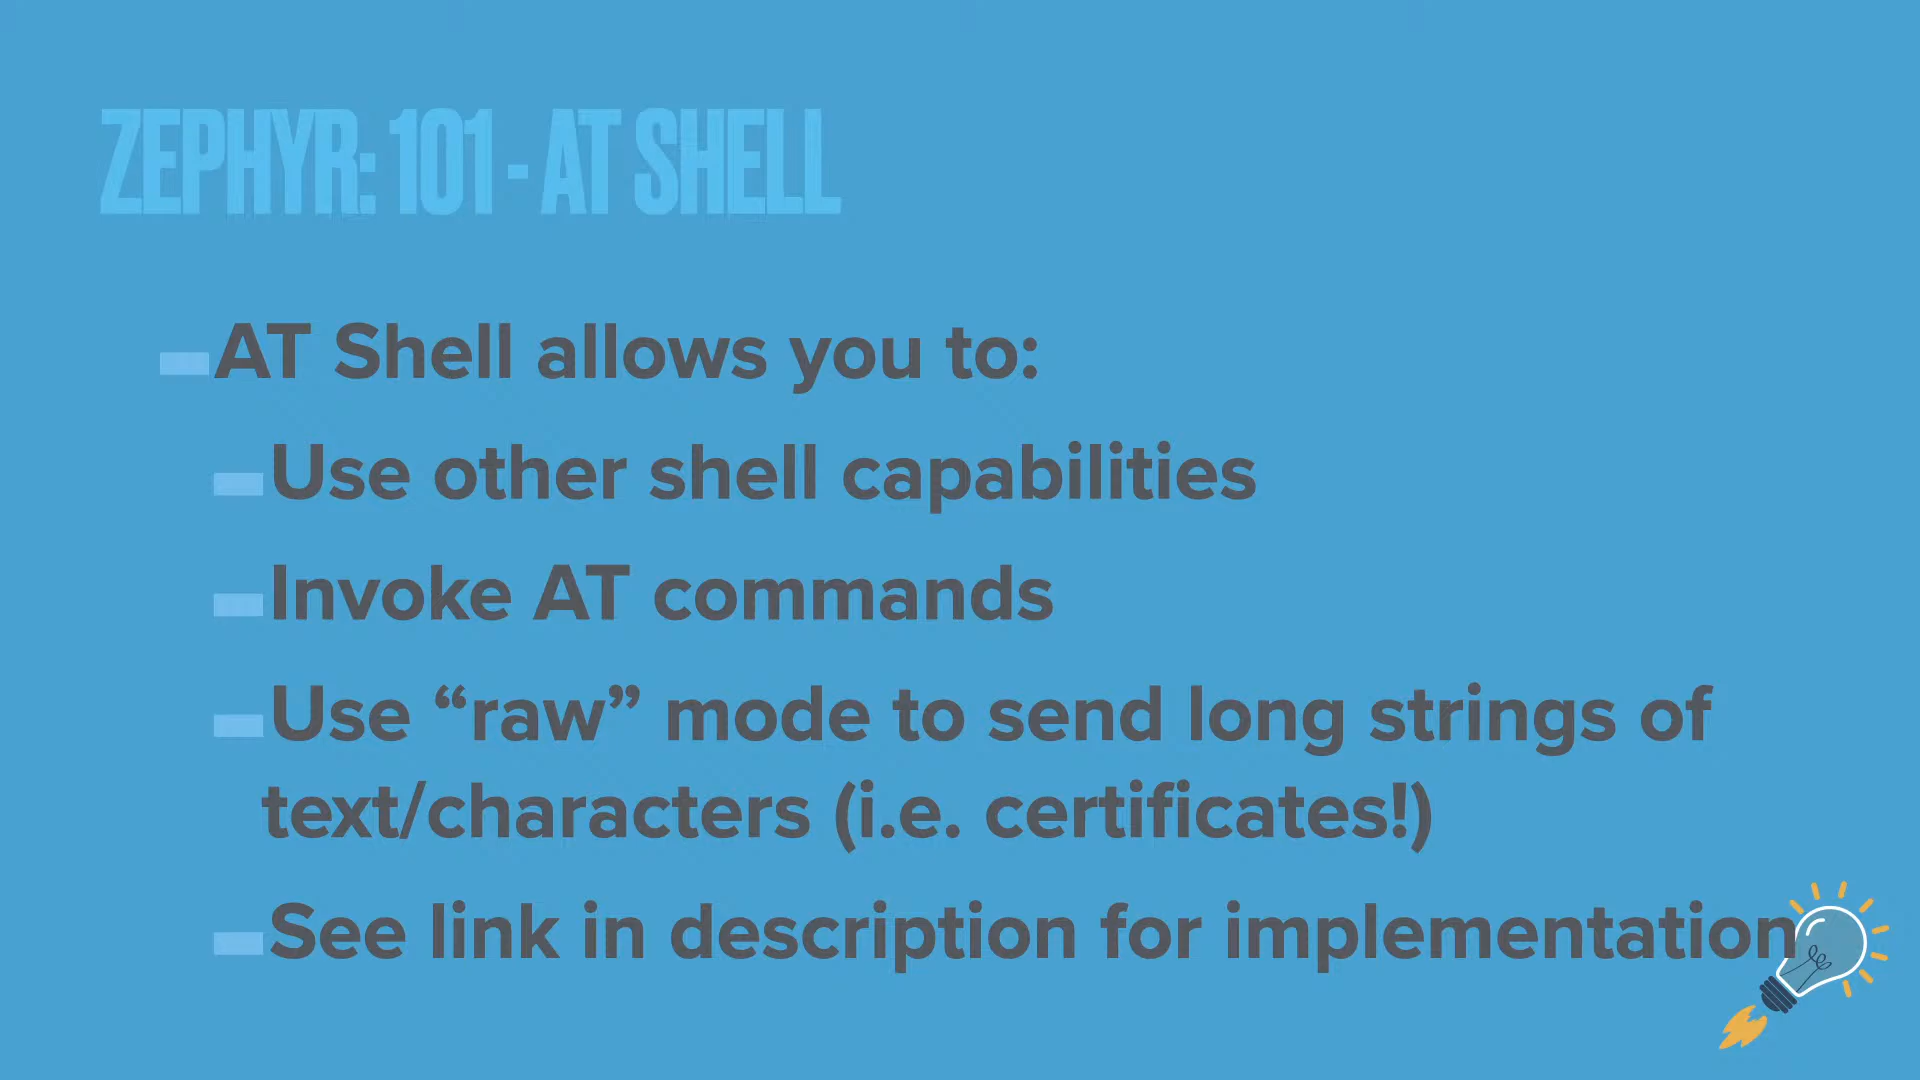 ZEPHYR: 101 - AT SHELL
AT Shell allows you to:
Use other shell capabilities
Invoke AT commands
Use “raw” mode to send long strings of
text/characters (i.e. certificates!)
See link in description for implementation